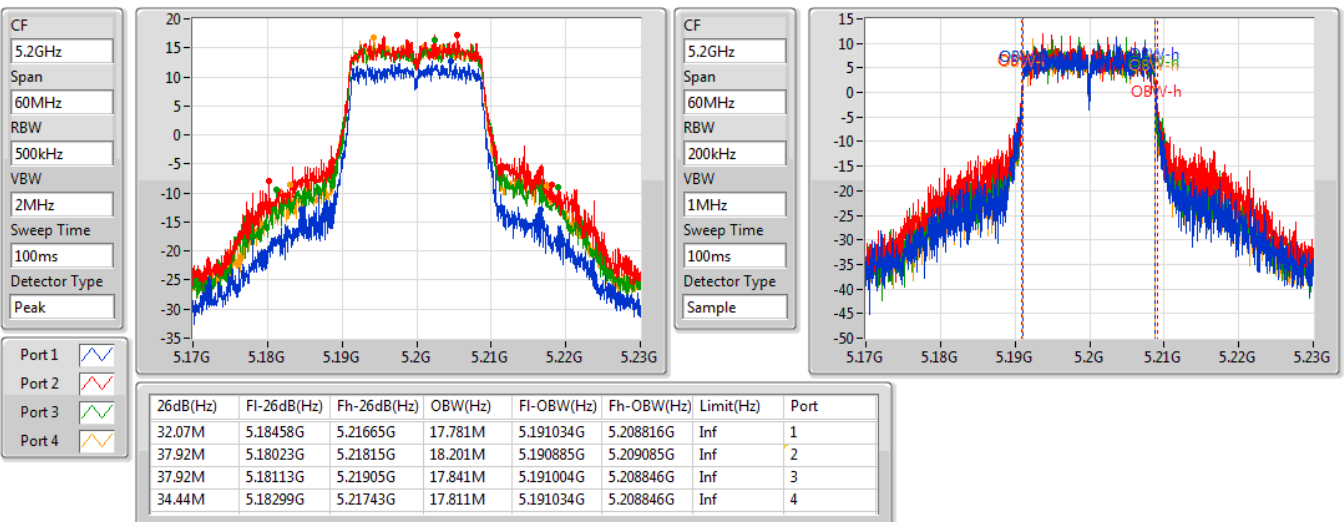 CF
5.2GHz
Span
60MHz
RBW
500kHz
VBW
2MHz
Sweep Time
100ms
Detector Type
Peak
Port 1
Port 2
Port 3
Port 4
20
15
10
5
0
-5
-10
-15
-20
-25
-30
-35
5.17G 5.18G 5.19G 5.2G 5.21G 5.22G 5.23G
CF
5.2GHz
Span
60MHz
RBW
200kHz
VBW
1MHz
Sweep Time
100ms
Detector Type
Sample
15
10
5
0
-5
-10
-15
-20
-25
-30
-35
-40
-45
-50
OBW-h
OBW-h
5.17G 5.18G 5.19G 5.2G 5.21G 5.22G 5.23G
26dB(Hz) Fl-26dB(Hz) Fh-26dB(Hz) OBW(Hz) Fl-OBW(Hz) Fh-OBW(Hz) Limit(Hz) Port
32.07M 5.18458G 5.21665G 17.781M 5.191034G 5.208816G Inf 1
37.92M 5.18023G 5.21815G 18.201M 5.190885G 5.209085G Inf 2
37.92M 5.18113G 5.21905G 17.841M 5.191004G 5.208846G Inf 3
34.44M 5.18299G 5.21743G 17.811M 5.191034G 5.208846G Inf 4